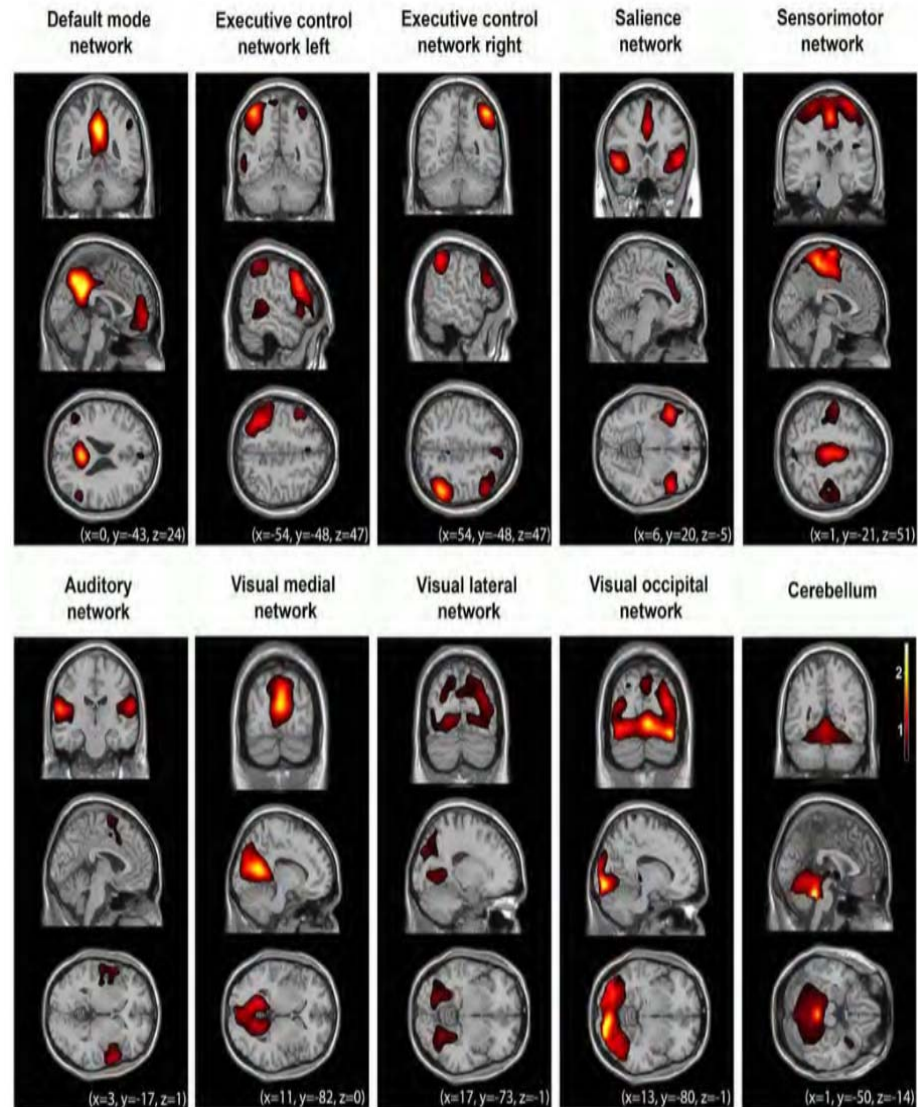 Default mode
network
Executive control
network left
Executive control
network right
Salience
network
Sensorimotor
network
(x=0, y=-43, z=24)
(x=-54, y=-48, z=47)
(x=54, y=-48, z=47)
(x=6, y=20, z=-5)
(x=1, y=-21, z=51)
Auditory
network
Visual medial
network
Visual lateral
network
Visual occipital
network
Cerebellum
2
1
(x=3, y=-17, z=1)
(x=11, y=-82, z=0)
(x=17, y=-73, z=-1)
(x=13, y=-80, z=-1)
(x=1, y=-50, z=-14)